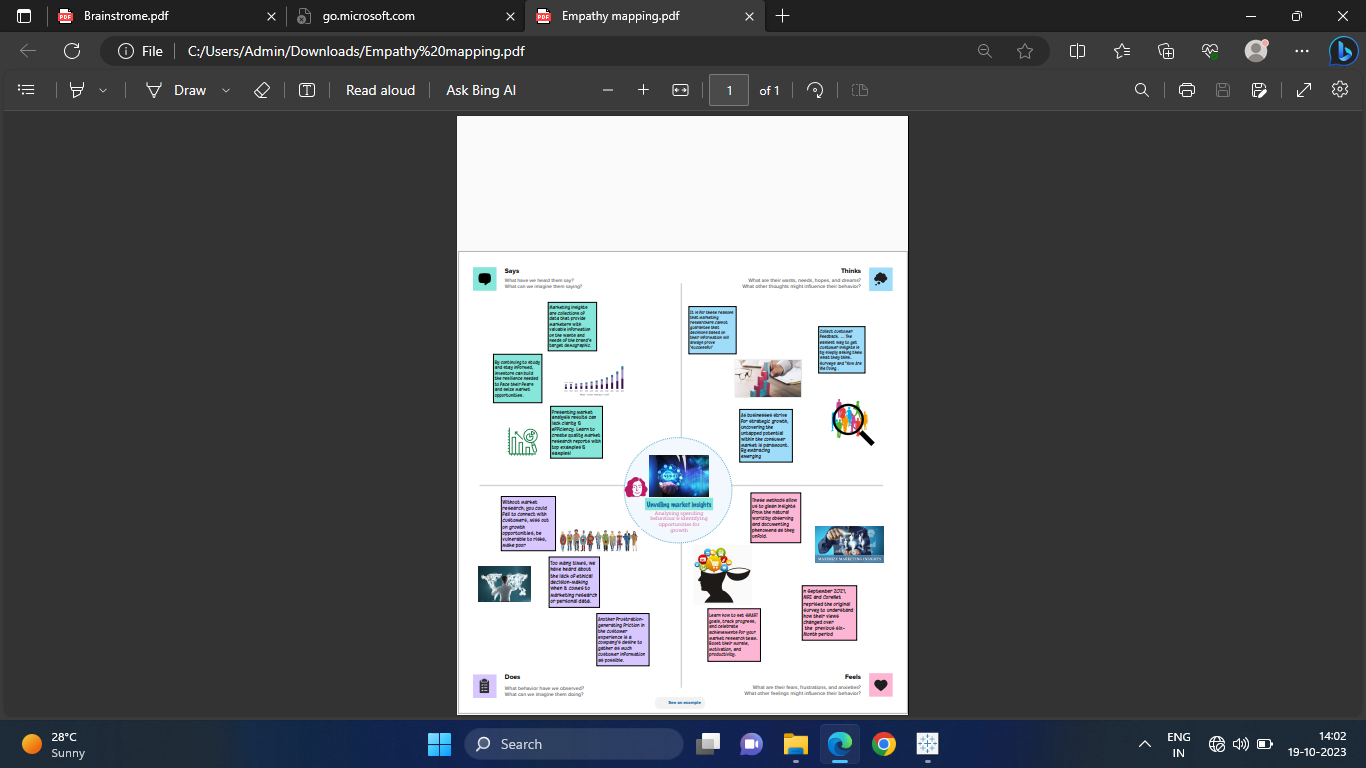 Brainstrome.pdf
go.microsoft.com
Empathy mapping.pdf
File
C:/Users/Admin/Downloads/Empathy%20mapping.pdf
Draw
Read aloud
Ask Bing AI
1
of 1
Says
What have we heard them say?
What can we imagine them saying?
Thinks
What are their wants, needs, hopes, and dreams?
What other thoughts might influence their behavior?
Marketing insights
are collections of
data that provide
marketers with
valuable information
on the wants and
needs of the brand's
target demographic.
By continuing to study
and stay informed,
investors can build
the resilience needed
to face their fears
and seize market
opportunities.
Presenting market
analysis results can
lack clarity &
efficiency. Learn to
create quality market
research reports with
top examples &
samples!
It is for these reasons
that marketing
researchers cannot
guarantee that
decisions based on
their information will
always prove
"successful"
Collect customer
feedback. ... The
easiest way to get
customer insights is
by simply asking them
what they think.
Surveys and "How Are
We Doing .
As businesses strive
for strategic growth,
uncovering the
untapped potential
within the consumer
market is paramount.
By embracing
emerging
Unveiling market insights
Analysing spending
behaviour & identifying
opportunities for
growth
Without market
research, you could
fail to connect with
customers, miss out
on growth
opportunities, be
vulnerable to risks,
make poor
Too many times, we
have heard about
the lack of ethical
decision-making
when it comes to
marketing research
or personal data.
Another frustration-
generating friction in
the customer
experience is a
company's desire to
gather as much
customer information
as possible.
These methods allow
us to glean insights
from the natural
world by observing
and documenting
phenomena as they
unfold.
MARKETING INSIGHTS
Learn how to set SMART
goals, track progress,
and celebrate
achievements for your
market research team.
Boost their morale,
motivation, and
productivity.
n September 2021,
and CoreNet
reprised the original
survey to understand
how their views
changed over
the previous six-
Month period
Does
What behavior have we observed?
What can we imagine them doing?
Feels
What are their fears, frustrations, and anxieties?
What other feelings might influence their behavior?
See an example
28°C
Sunny
Search
ENG
IN
14:02
19-10-2023